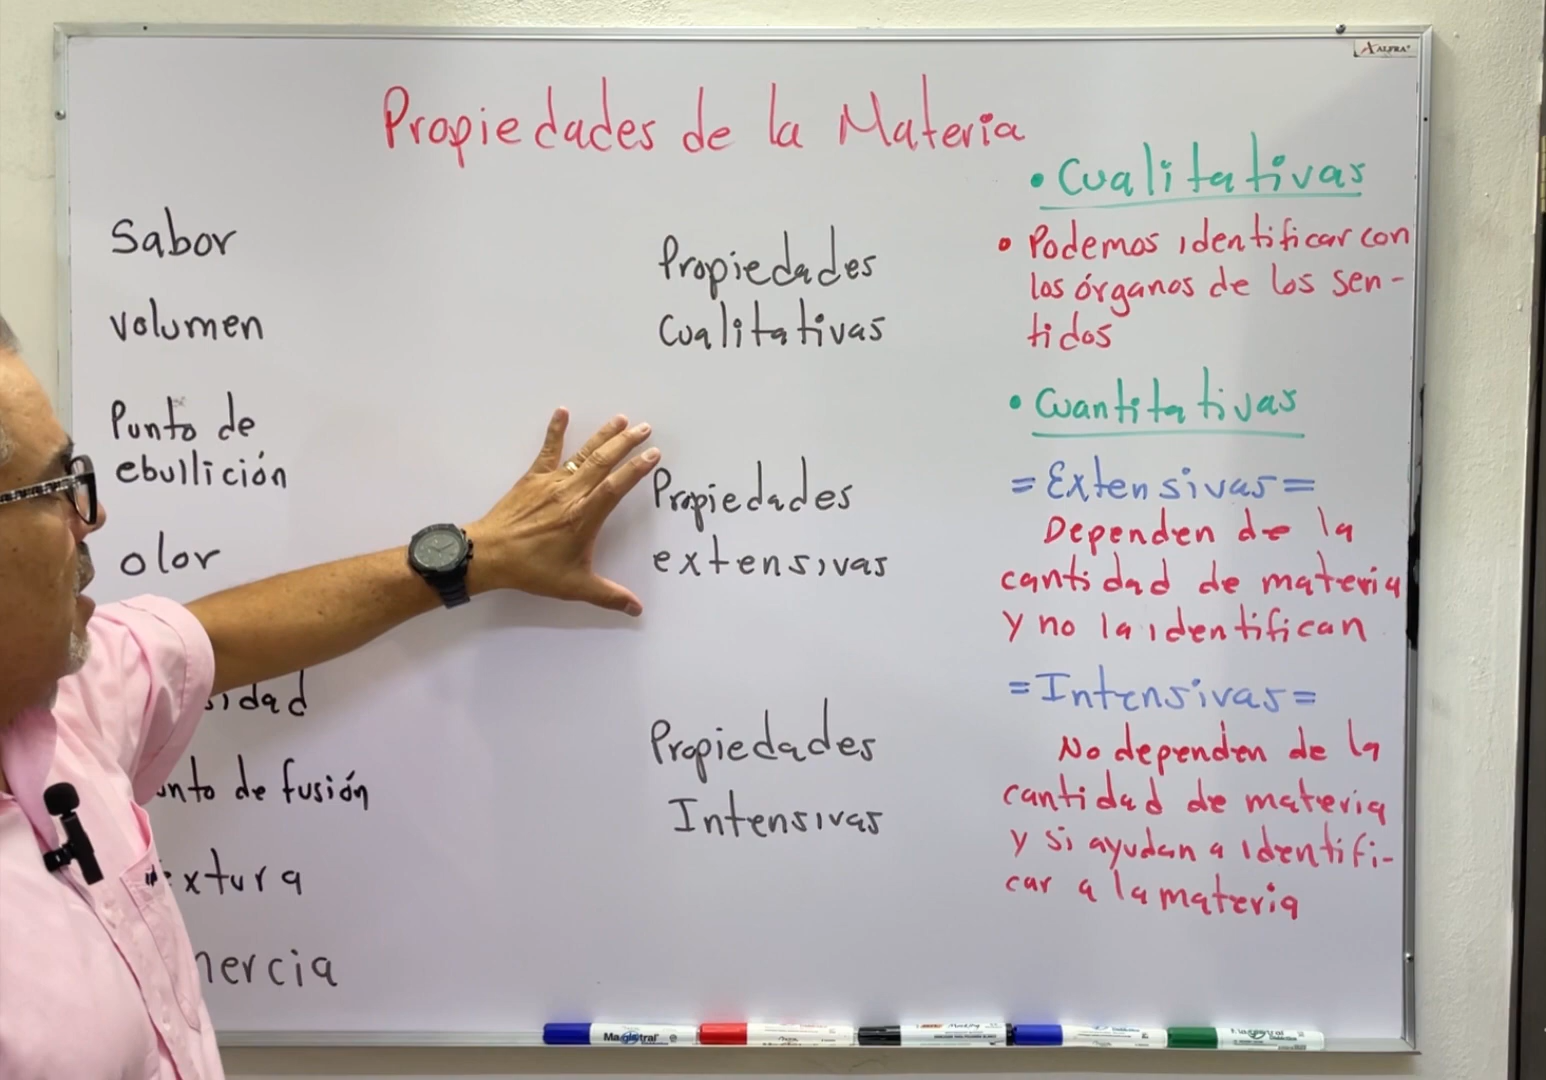 ALFRA
Propiedades de la Materia
Sabor
Volumen
Punto de
ebullición
olor
sidad
nto de fusión
extura
nercia
Propiedades
Cualitativas
Propiedades
extensivas
Propiedades
Intensivas
• Cualitativas
• Podemos identificar con
los órganos de los sen-
tidos
• Cuantitativas
= Extensivas =
Dependen de la
cantidad de materia
y no la identifican
= Intensivas =
No dependen de la
cantidad de materia
y si ayudan a identifi-
car a la materia
Magistral